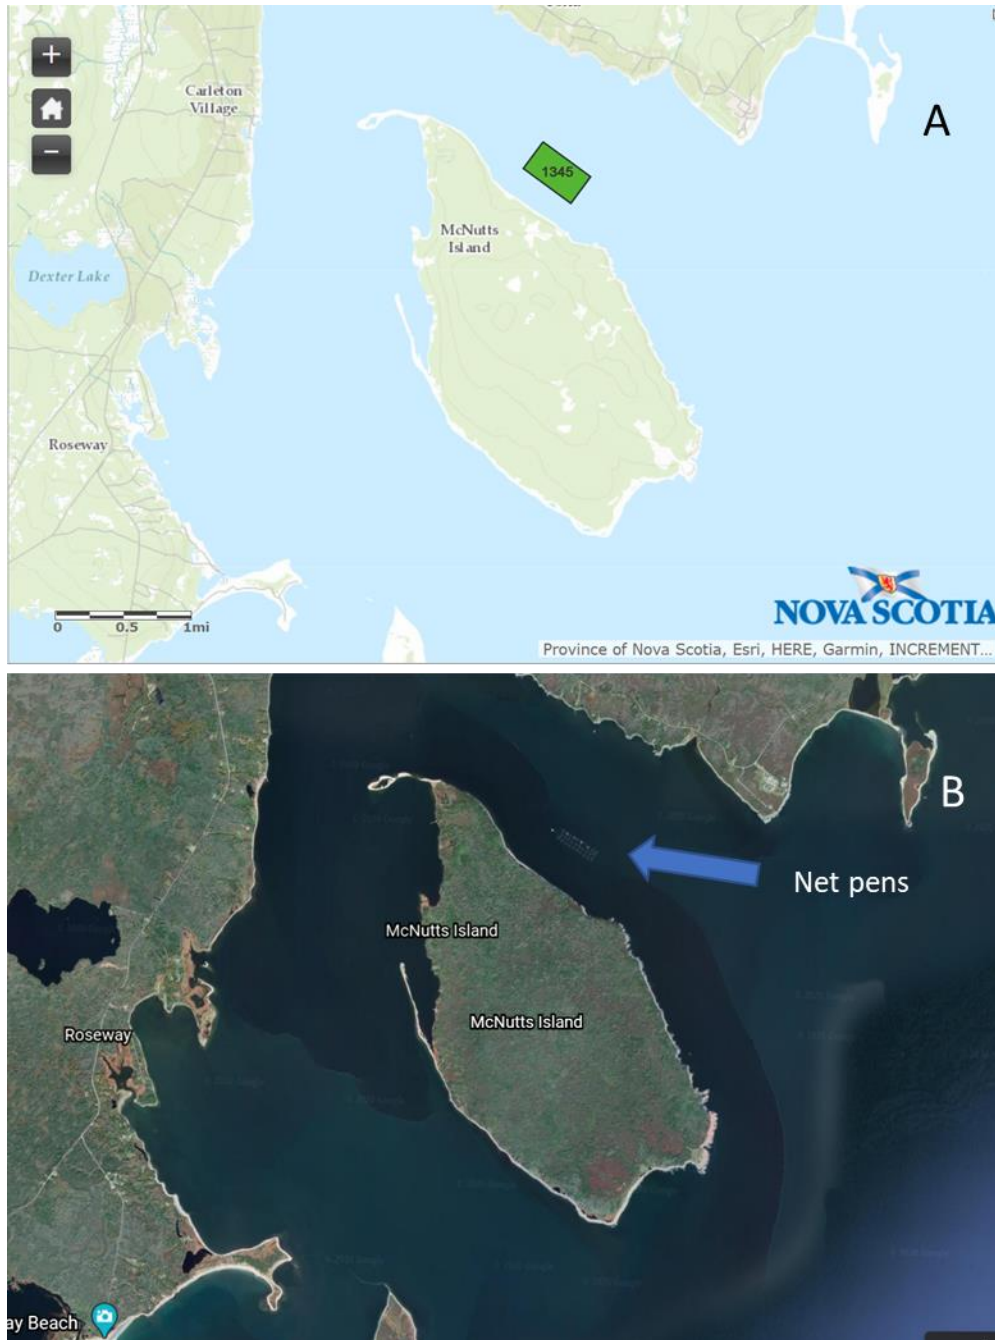 +
−
Carleton
Village
A
1345
McNutts
Island
Dexter Lake
Roseway
0 0.5 1mi
NOVA SCOTIA
Province of Nova Scotia, Esri, HERE, Garmin, INCREMENT...
B
Net pens
McNutts Island
McNutts Island
Roseway
ay Beach